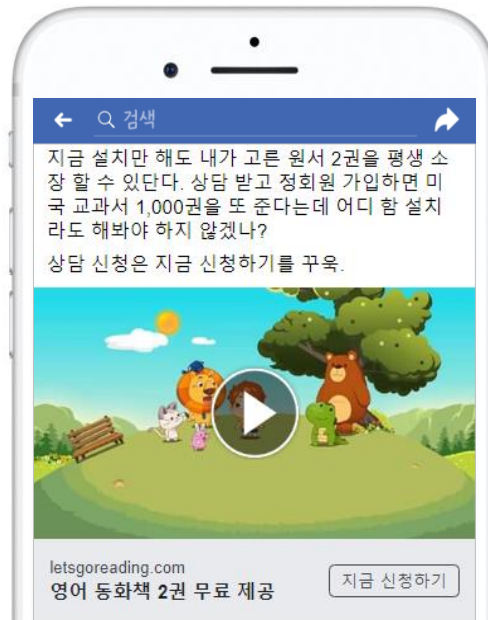 검색
지금 설치만 해도 내가 고른 원서 2권을 평생 소
장 할 수 있단다. 상담 받고 정회원 가입하면 미
국 교과서 1,000권을 또 준다는데 어디 함 설치
라도 해봐야 하지 않겠나?
상담 신청은 지금 신청하기를 꾸욱.
letsgoreading.com
영어 동화책 2권 무료 제공
지금 신청하기